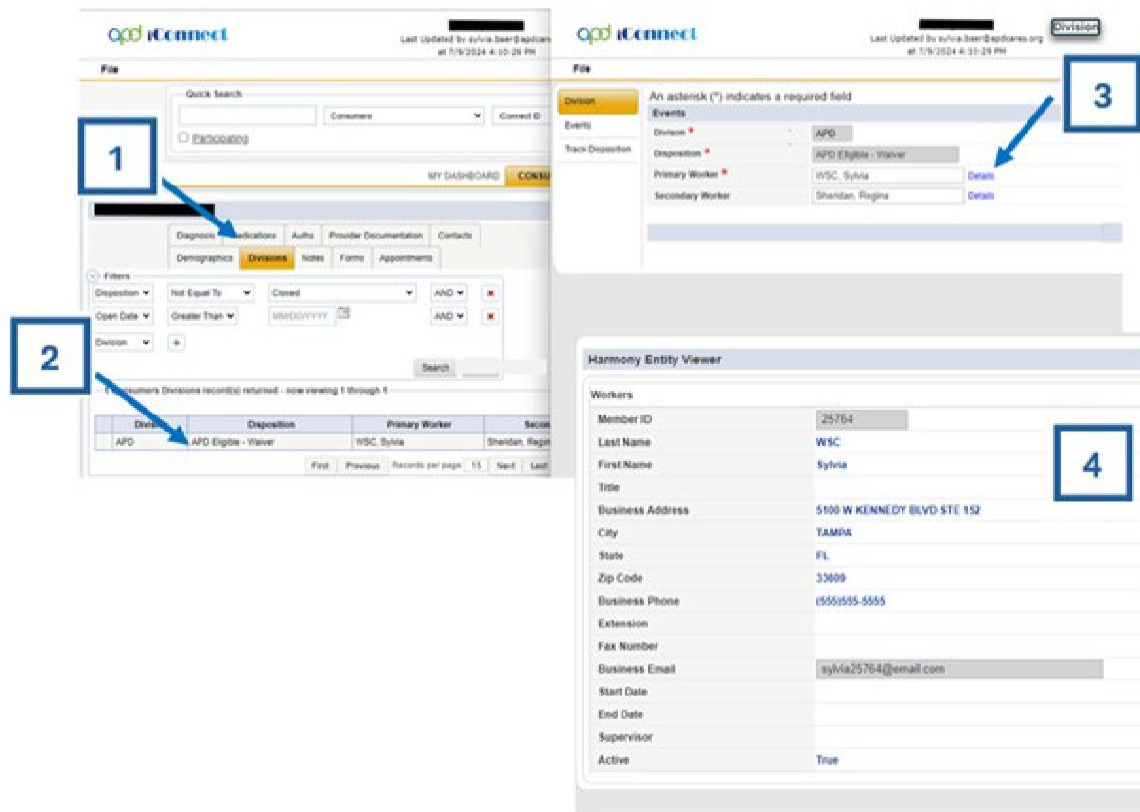 apd iConnect
Last Updated by sylvia.baer@apdcares
at 7/9/2024 4:10:29 PM
File
Quick Search
Consumers
iConnect ID
Participating
1
MY DASHBOARD CONSU
Diagnosis Medications Auths Provider Documentation Contacts
Demographics Divisions Notes Forms Appointments
Filters
Disposition Not Equal To Closed AND
Open Date Greater Than MM/DD/YYYY AND
Division +
2
Search
1 Consumers Divisions record(s) returned - now viewing 1 through 1
Disposition Primary Worker Secon
APD APD Eligible - Waiver WSC, Sylvia Sheridan, Regin
First Previous Records per page 15 Next Last
apd iConnect
Last Updated by sylvia.baer@apdcares.org
at 7/9/2024 4:10:29 PM
Division
File
3
Division
Events
Track Disposition
An asterisk (*) indicates a required field
Events
Division * APD
Disposition * APD Eligible - Waiver
Primary Worker * WSC, Sylvia Details
Secondary Worker Sheridan, Regina Details
Harmony Entity Viewer
Workers
Member ID 25764
Last Name WSC
First Name Sylvia
Title
Business Address 5100 W KENNEDY BLVD STE 152
City TAMPA
State FL
Zip Code 33609
Business Phone (555)555-5555
Extension
Fax Number
Business Email sylvia25764@email.com
Start Date
End Date
Supervisor
Active True
4